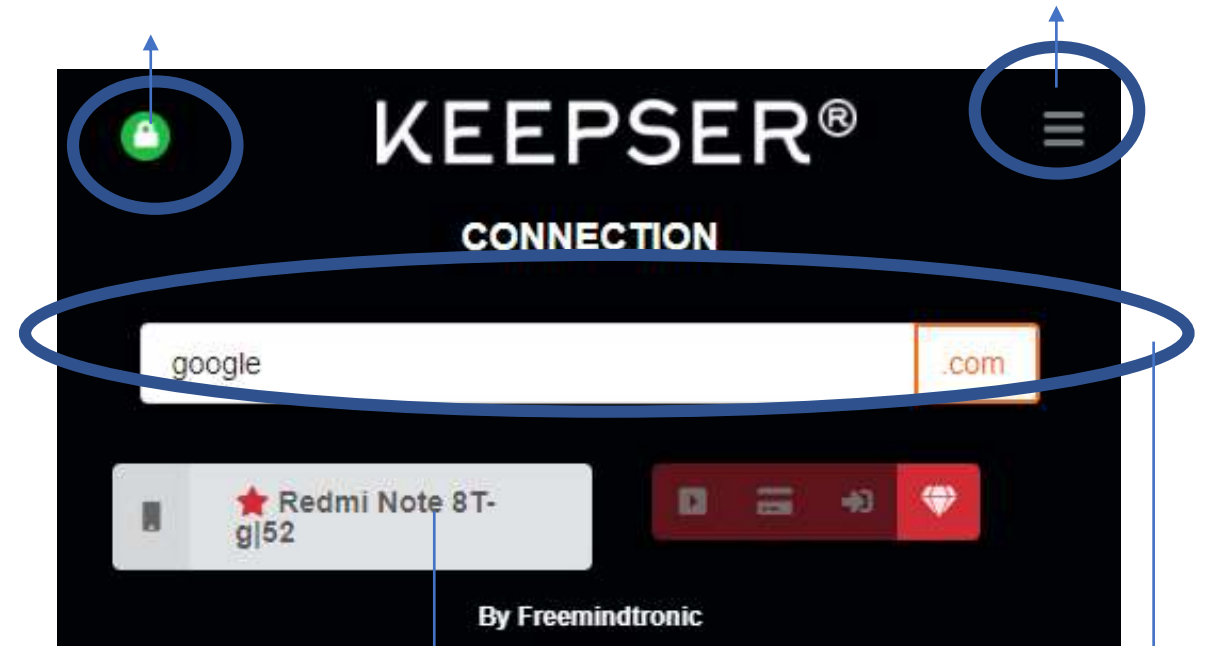 KEEPSER®
CONNECTION
google
.com
Redmi Note 8T-
g|52
By Freemindtronic